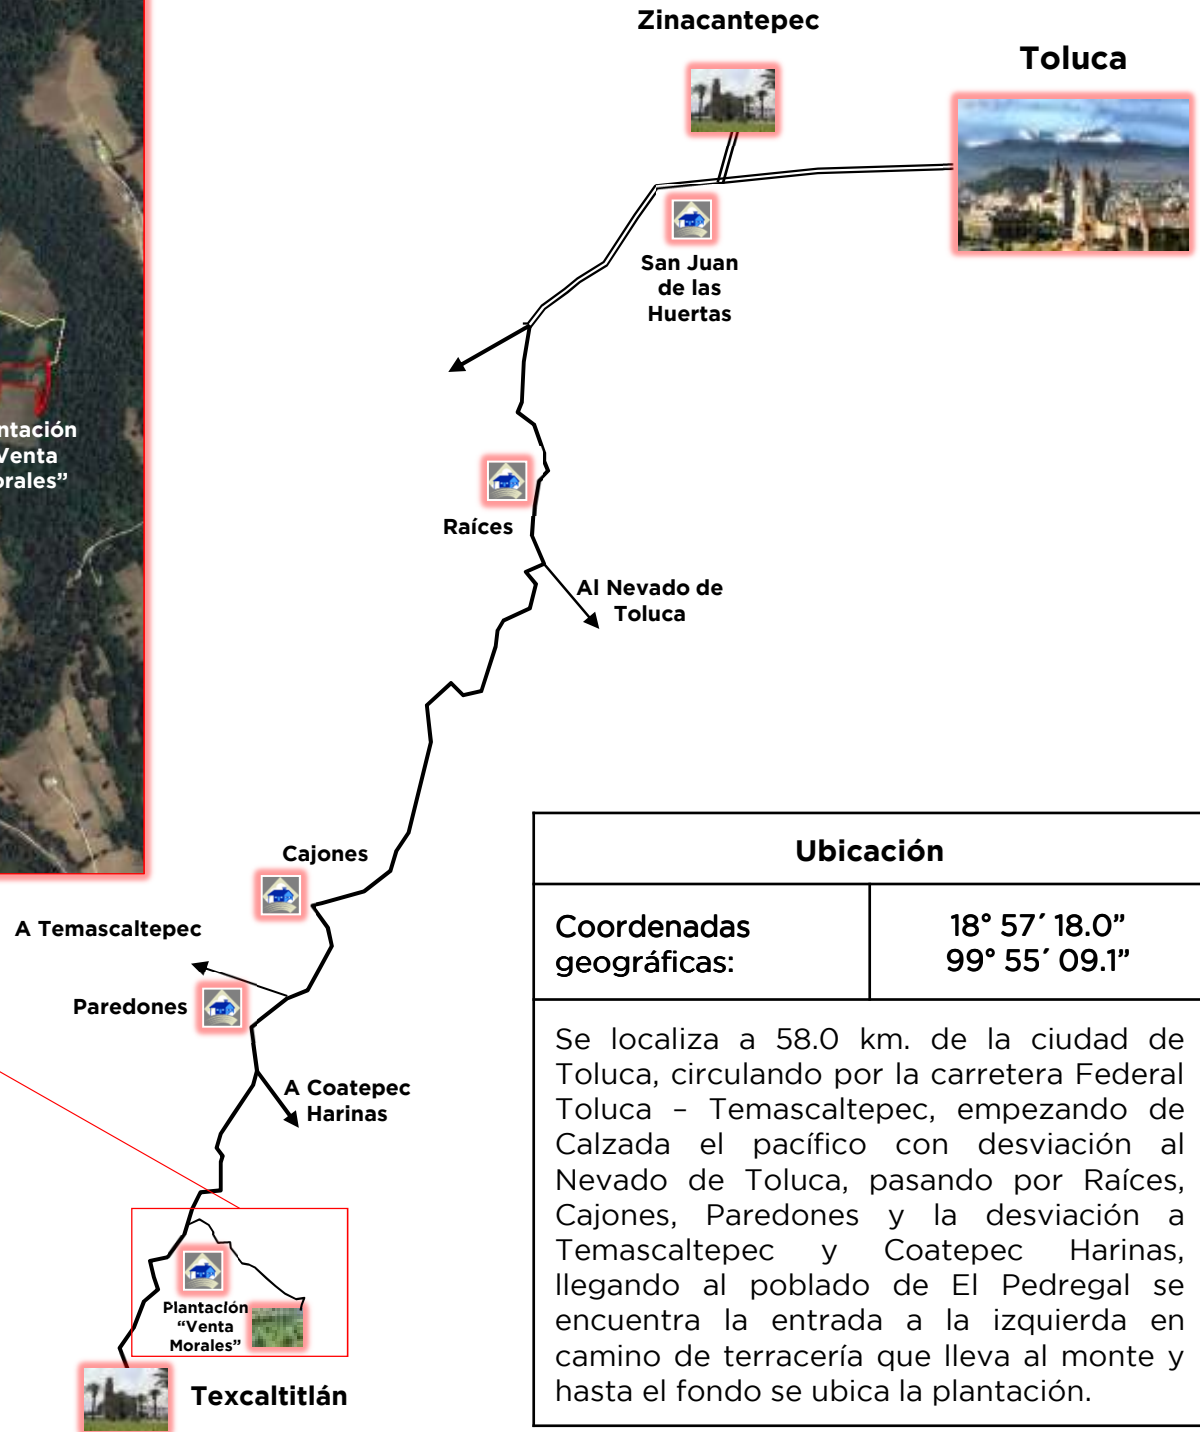 Zinacantepec
Toluca
San Juan
de las
Huertas
Raíces
Al Nevado de
Toluca
Cajones
A Temascaltepec
Paredones
A Coatepec
Harinas
Plantación
“Venta
Morales”
Texcaltitlán
ntación
Venta
orales”
Ubicación
Coordenadas
geográficas:
18° 57´ 18.0”
99° 55´ 09.1”
Se localiza a 58.0 km. de la ciudad de
Toluca, circulando por la carretera Federal
Toluca – Temascaltepec, empezando de
Calzada el pacífico con desviación al
Nevado de Toluca, pasando por Raíces,
Cajones, Paredones y la desviación a
Temascaltepec y Coatepec Harinas,
llegando al poblado de El Pedregal se
encuentra la entrada a la izquierda en
camino de terracería que lleva al monte y
hasta el fondo se ubica la plantación.